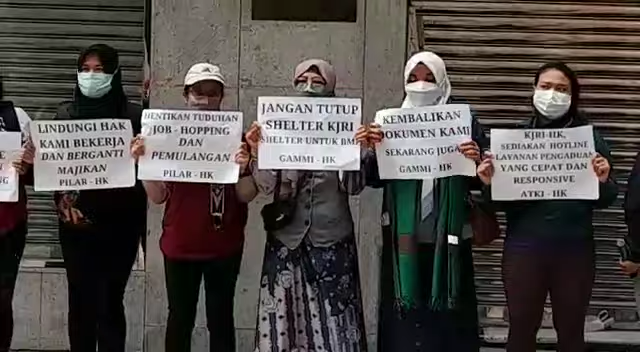 LINDUNGI HAK
KAMI BEKERJA
DAN BERGANTI
MAJIKAN
PILAR - HK
HENTIKAN TUDUHAN
JOB - HOPPING
DAN
PEMULANGAN
PILAR - HK
JANGAN TUTUP
SHELTER KJRI
SHELTER UNTUK BMI
GAMMI - HK
KEMBALIKAN
DOKUMEN KAMI
SEKARANG JUGA
GAMMI - HK
KJRI-HK,
SEDIAKAN HOTLINE
LAYANAN PENGADUAN
YANG CEPAT DAN
RESPONSIVE
ATKI - HK